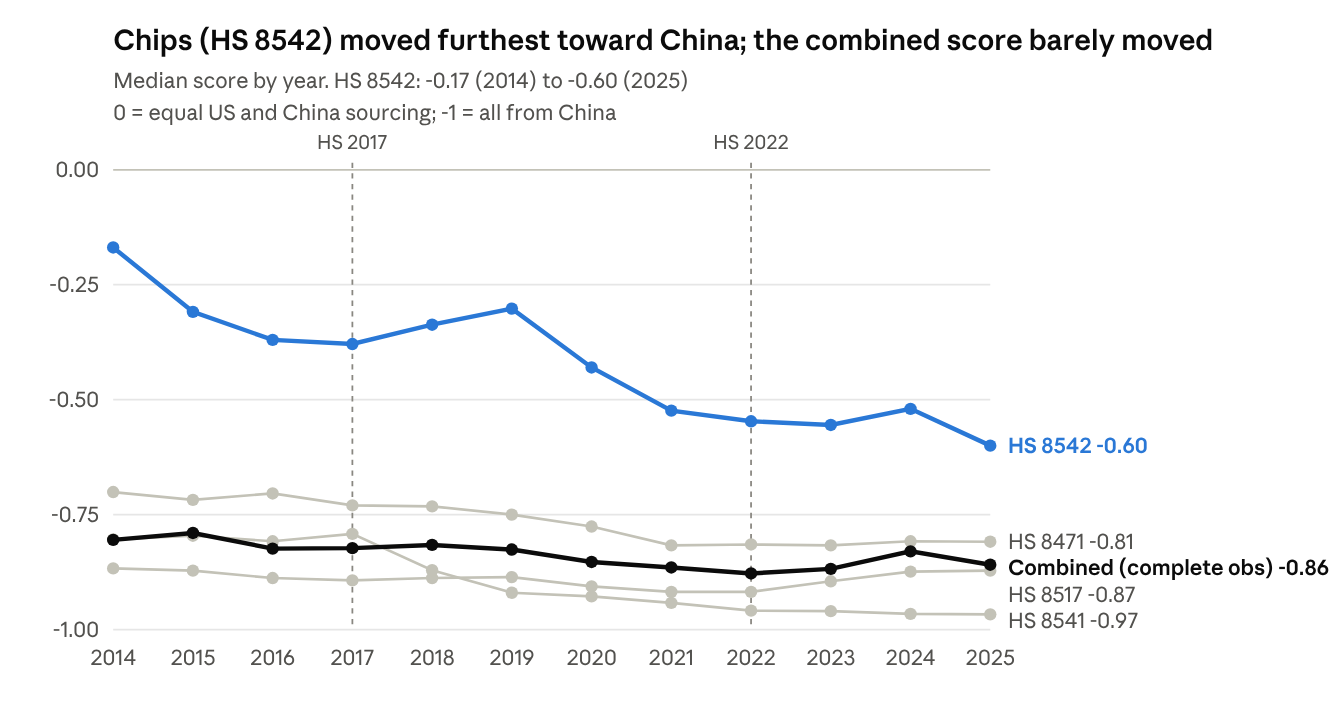 Chips (HS 8542) moved furthest toward China; the combined score barely moved
Median score by year. HS 8542: -0.17 (2014) to -0.60 (2025)
0 = equal US and China sourcing; -1 = all from China
HS 2017
HS 2022
0.00
-0.25
-0.50
-0.75
-1.00
HS 8542 -0.60
HS 8471 -0.81
Combined (complete obs) -0.86
HS 8517 -0.87
HS 8541 -0.97
2014 2015 2016 2017 2018 2019 2020 2021 2022 2023 2024 2025